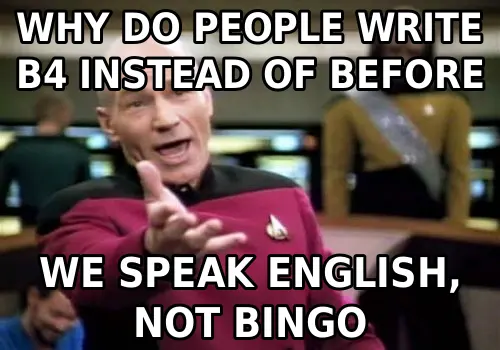 WHY DO PEOPLE WRITE
B4 INSTEAD OF BEFORE
WE SPEAK ENGLISH,
NOT BINGO